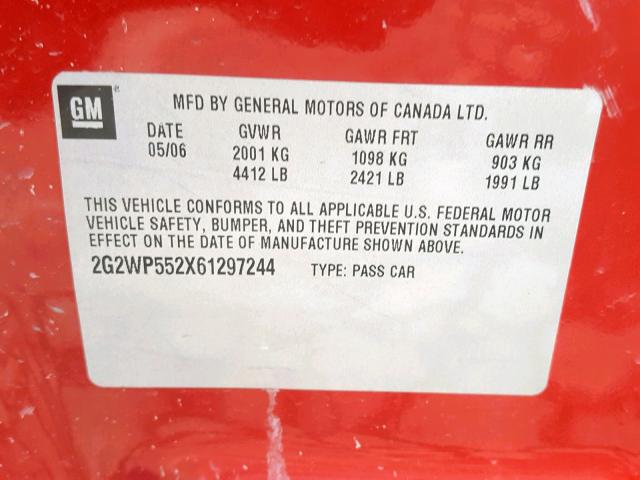 GM
MFD BY GENERAL MOTORS OF CANADA LTD.
DATE GVWR GAWR FRT GAWR RR
05/06 2001 KG 1098 KG 903 KG
4412 LB 2421 LB 1991 LB
THIS VEHICLE CONFORMS TO ALL APPLICABLE U.S. FEDERAL MOTOR
VEHICLE SAFETY, BUMPER, AND THEFT PREVENTION STANDARDS IN
EFFECT ON THE DATE OF MANUFACTURE SHOWN ABOVE.
2G2WP552X61297244 TYPE: PASS CAR